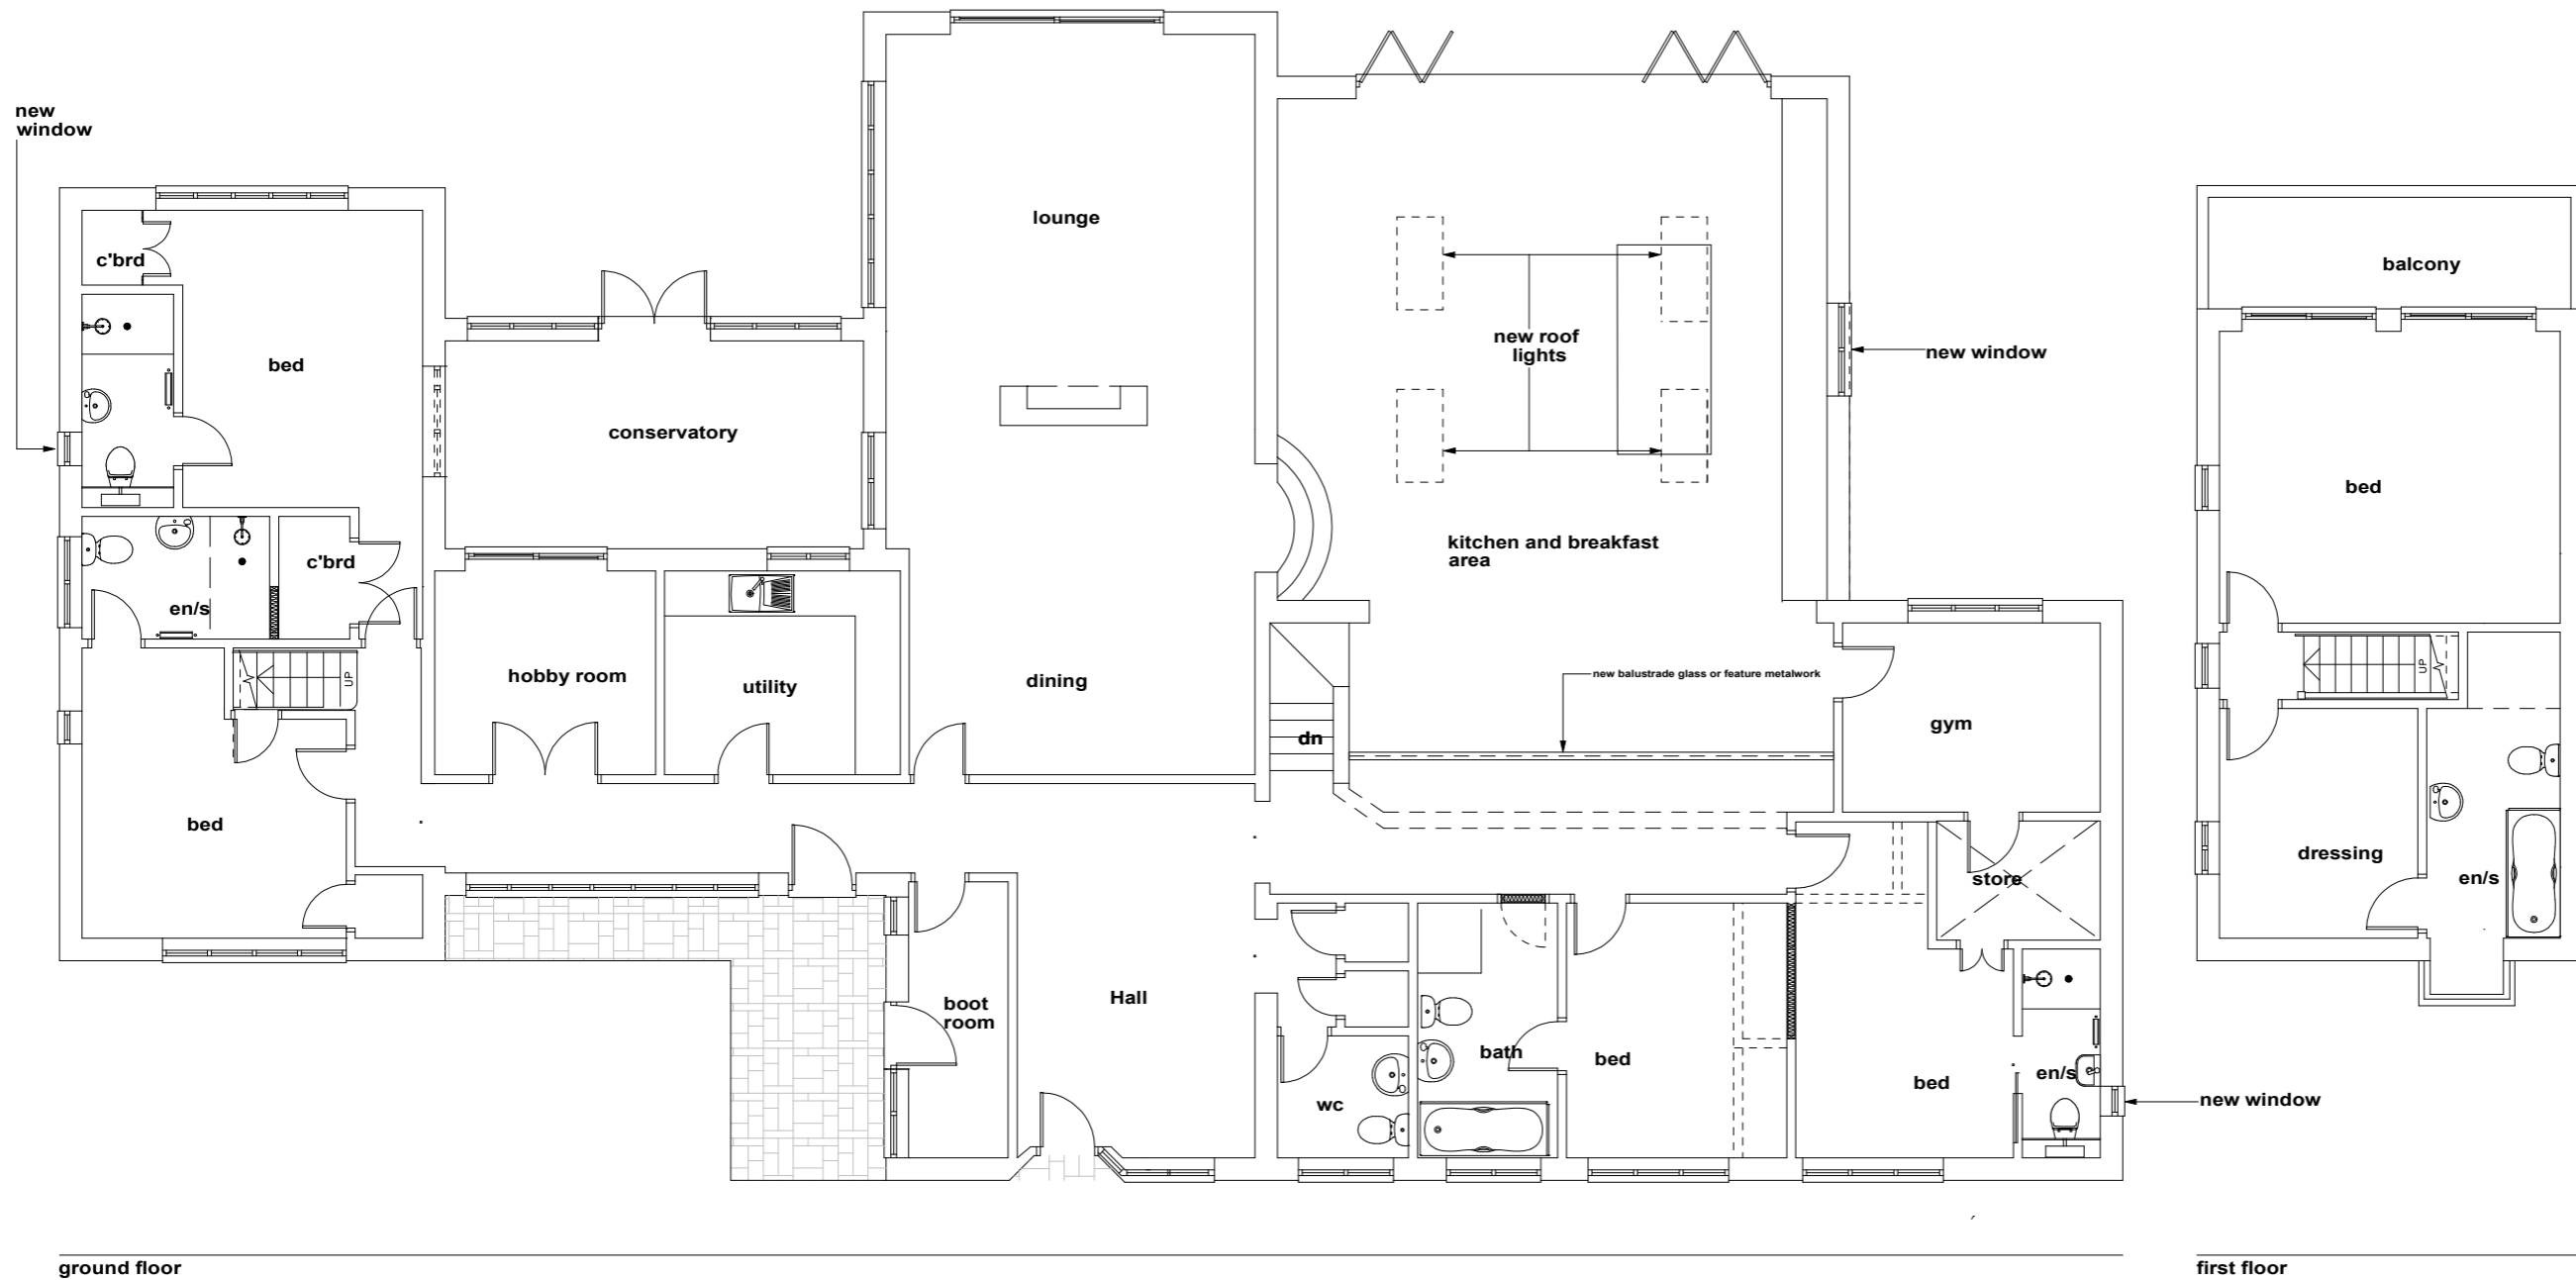 new
window
lounge
c'brd
balcony
new roof
lights
new window
bed
conservatory
bed
kitchen and breakfast
area
c'brd
en/s
UP
hobby room
utility
dining
new balustrade glass or feature metalwork
UP
gym
dn
bed
dressing
store
en/s
boot
room
Hall
bath
bed
bed
en/s
wc
new window
ground floor
first floor